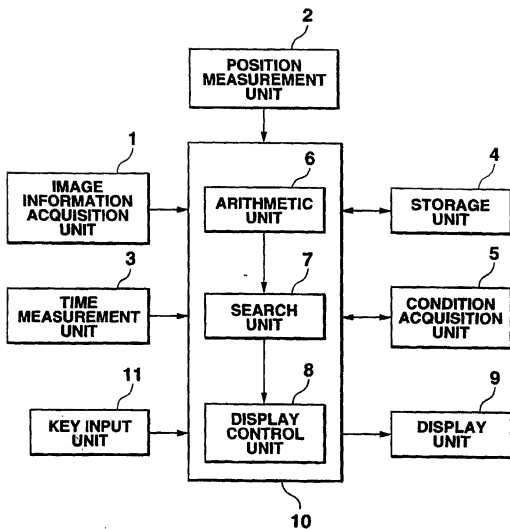 2
POSITION
MEASUREMENT
UNIT
1
IMAGE
INFORMATION
ACQUISITION
UNIT
6
ARITHMETIC
UNIT
4
STORAGE
UNIT
3
TIME
MEASUREMENT
UNIT
7
SEARCH
UNIT
5
CONDITION
ACQUISITION
UNIT
11
KEY INPUT
UNIT
8
DISPLAY
CONTROL
UNIT
9
DISPLAY
UNIT
10